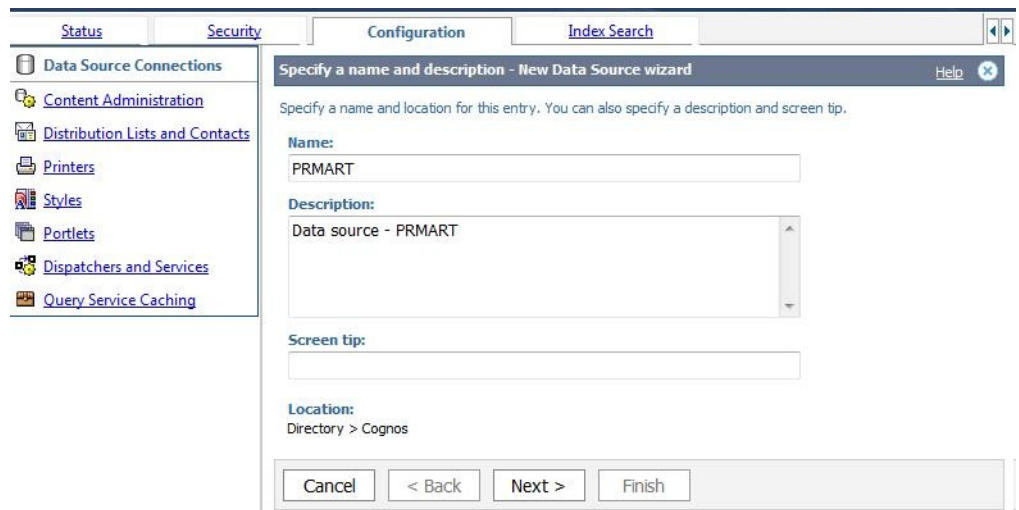 Status Security Configuration Index Search
Data Source Connections
Content Administration
Distribution Lists and Contacts
Printers
Styles
Portlets
Dispatchers and Services
Query Service Caching
Specify a name and description - New Data Source wizard Help
Specify a name and location for this entry. You can also specify a description and screen tip.
Name:
PRMART
Description:
Data source - PRMART
Screen tip:
Location:
Directory > Cognos
Cancel < Back Next > Finish